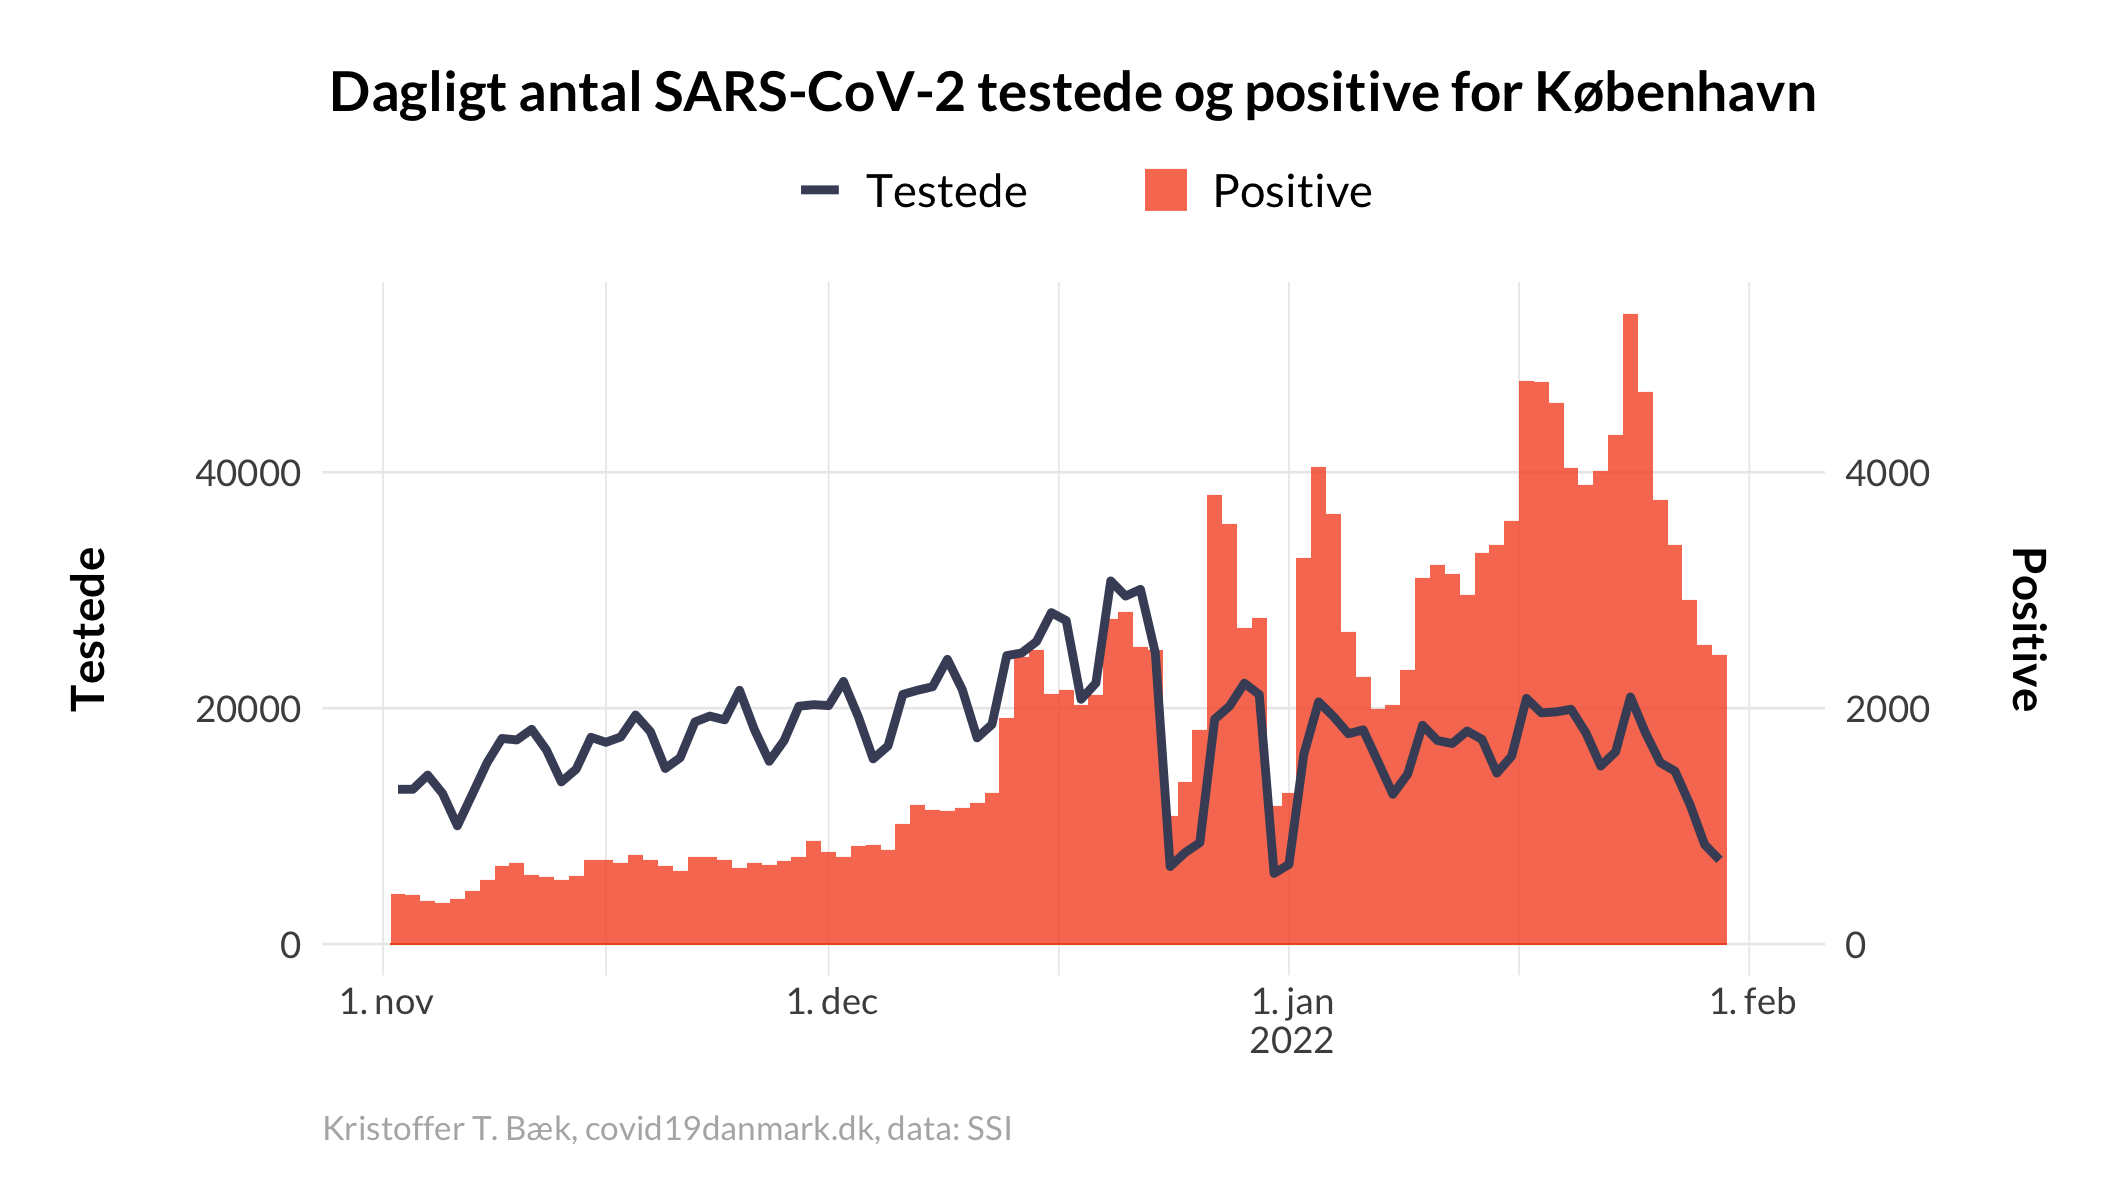 Dagligt antal SARS-CoV-2 testede og positive for København
Testede
Positive
Testede
40000
20000
0
4000
2000
0
Positive
1. nov
1. dec
1. jan
2022
1. feb
Kristoffer T. Bæk, covid19danmark.dk, data: SSI